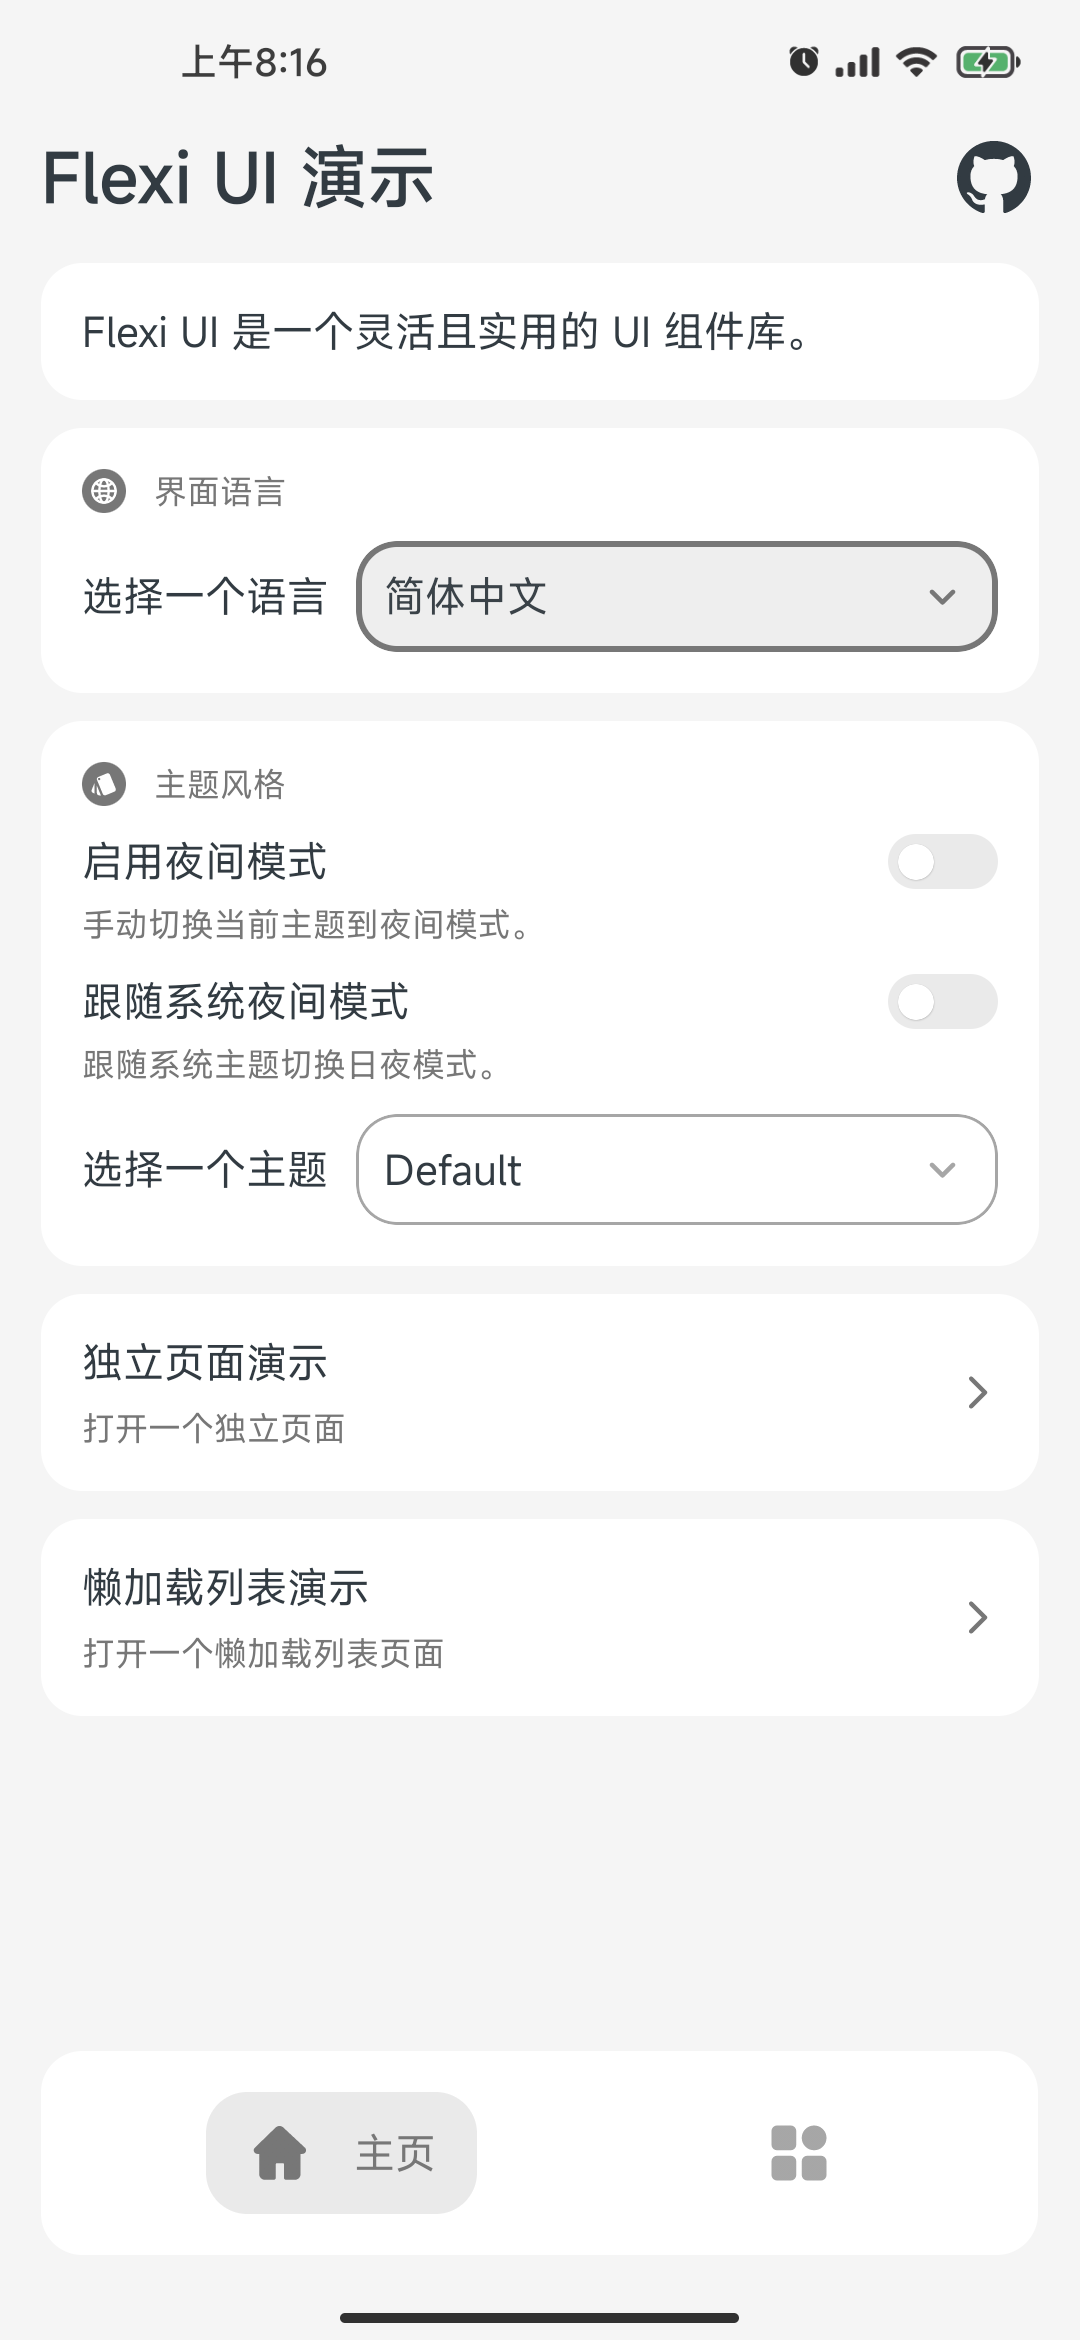 上午8:16
Flexi UI 演示
Flexi UI 是一个灵活且实用的 UI 组件库。
界面语言
选择一个语言 简体中文
主题风格
启用夜间模式
手动切换当前主题到夜间模式。
跟随系统夜间模式
跟随系统主题切换日夜模式。
选择一个主题 Default
独立页面演示
打开一个独立页面
懒加载列表演示
打开一个懒加载列表页面
主页